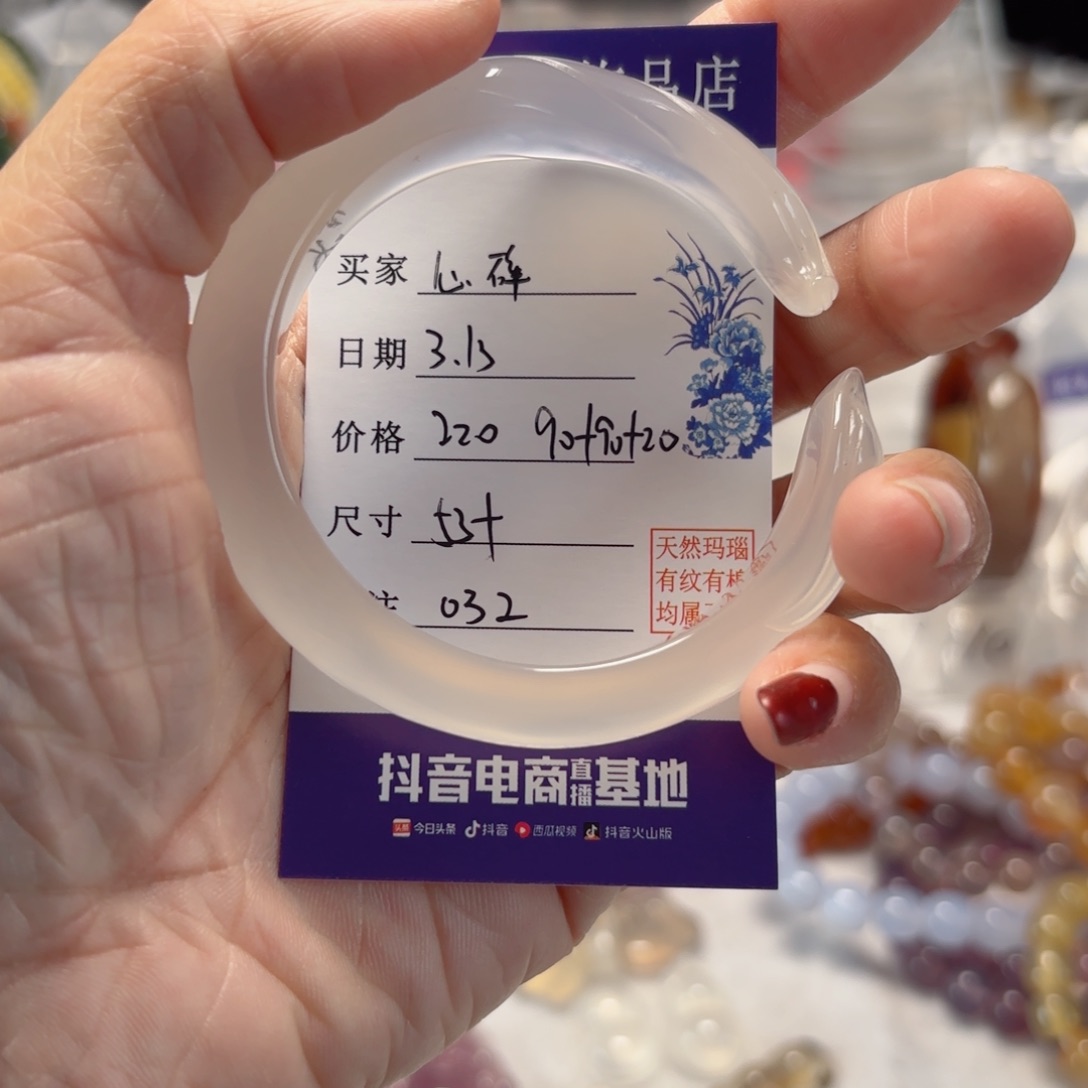 品店
买家 心薇
日期 3.13
价格 220 90+90+20
尺寸 53+
032
天然玛瑙
有纹有棉
均属
抖音电商直播基地
今日头条 抖音 西瓜视频 抖音火山版